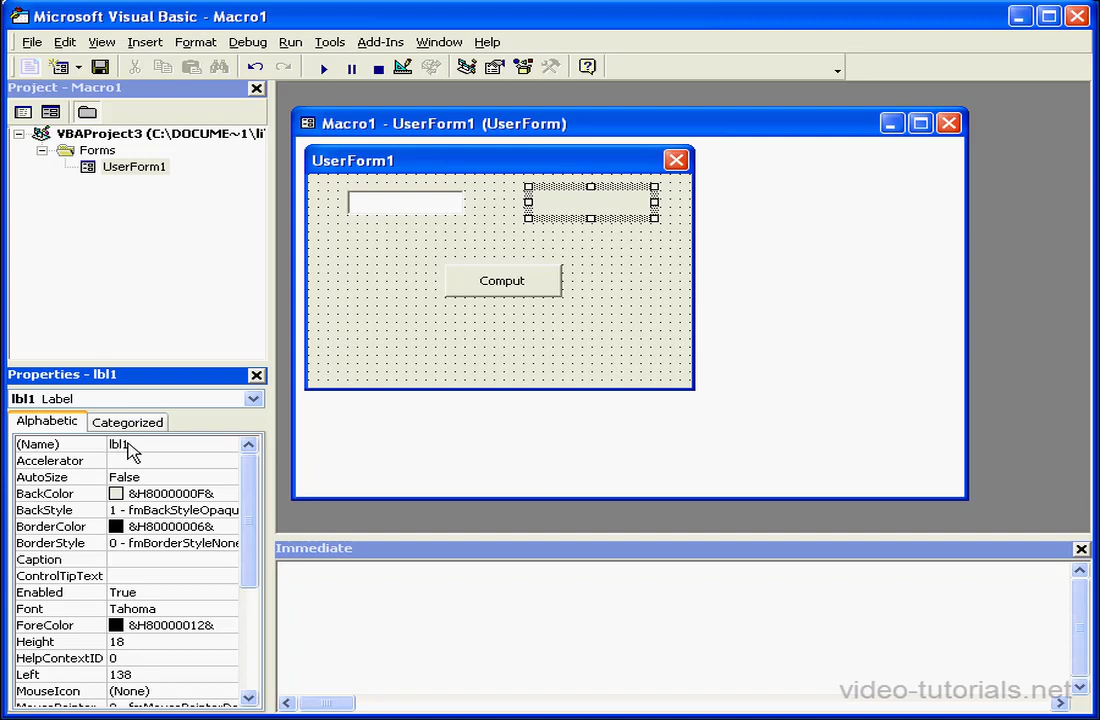 Microsoft Visual Basic - Macro1
File Edit View Insert Format Debug Run Tools Add-Ins Window Help
Project - Macro1
VBAProject3 (C:\DOCUME~1\li
Forms
UserForm1
Macro1 - UserForm1 (UserForm)
UserForm1
Comput
Properties - lbl1
lbl1 Label
Alphabetic Categorized
(Name) lbl1
Accelerator
AutoSize False
BackColor &H8000000F&
BackStyle 1 - fmBackStyleOpaqu
BorderColor &H80000006&
BorderStyle 0 - fmBorderStyleNone
Caption
ControlTipText
Enabled True
Font Tahoma
ForeColor &H80000012&
Height 18
HelpContextID 0
Left 138
MouseIcon (None)
Immediate
video-tutorials.net